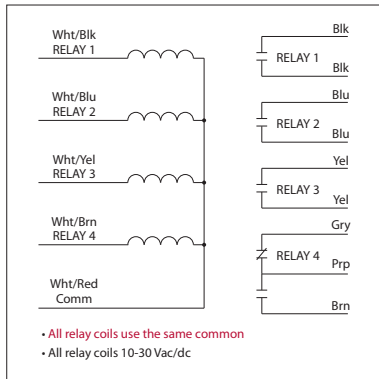 Wht/Blk
RELAY 1
Wht/Blu
RELAY 2
Wht/Yel
RELAY 3
Wht/Brn
RELAY 4
Wht/Red
Comm
Blk
RELAY 1
Blk
Blu
RELAY 2
Blu
Yel
RELAY 3
Yel
Gry
RELAY 4
Prp
Brn
• All relay coils use the same common
• All relay coils 10-30 Vac/dc